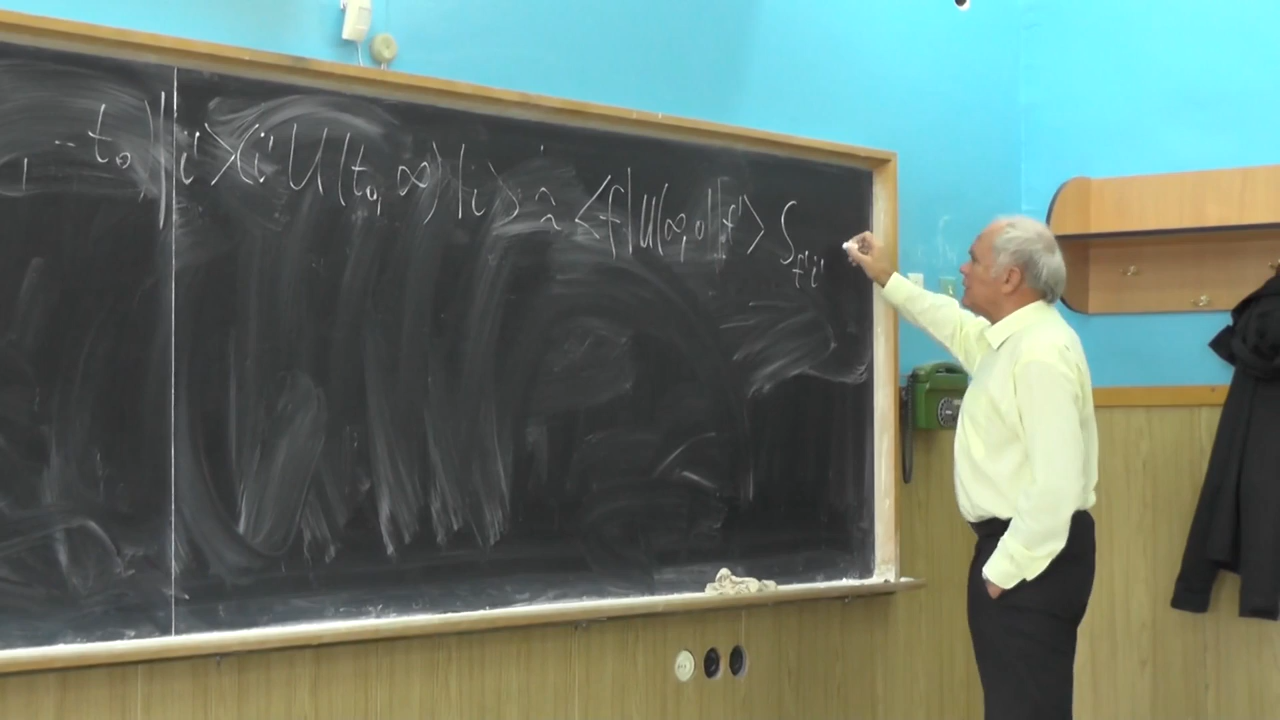 , -t₀)|i'><i' U(t₀, ∞)|i> ≈ <f|U(∞, 0)|f'> S_{f'i'}